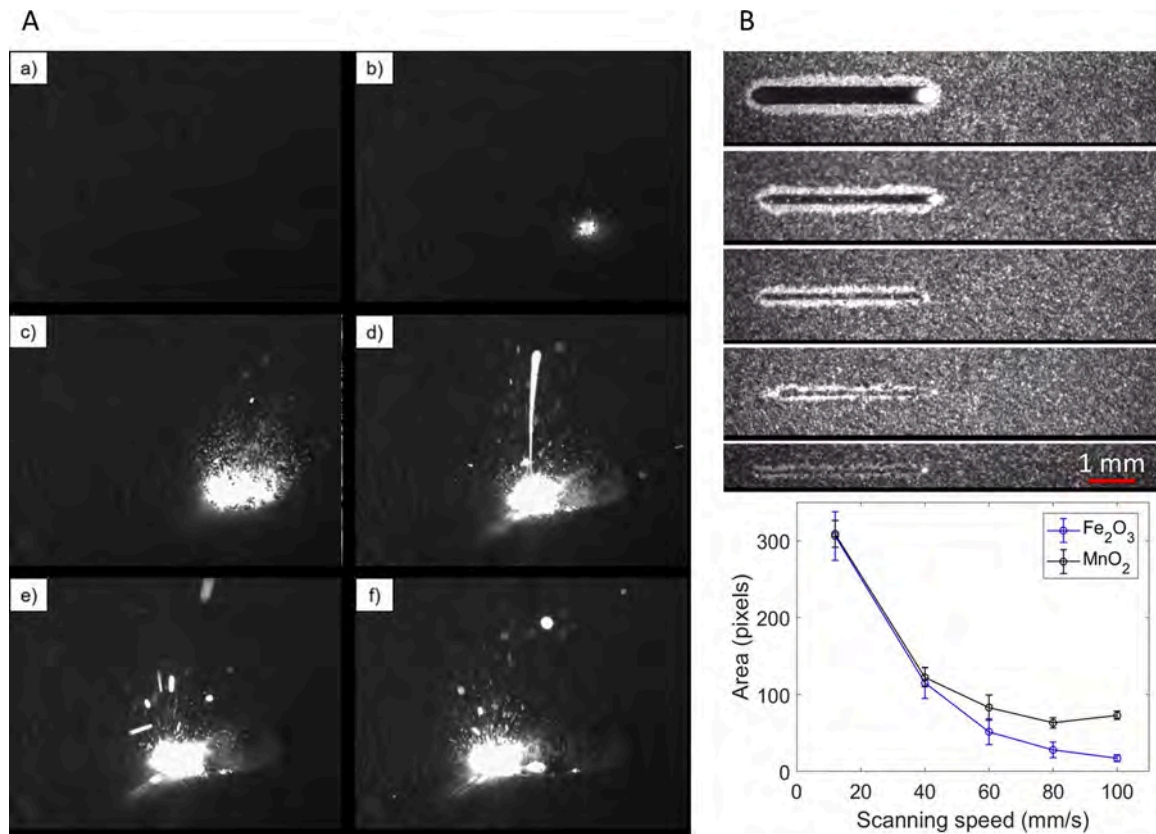 A
B
a)
b)
c)
d)
e)
f)
1 mm
Fe₂O₃
MnO₂
300
200
100
0
Area (pixels)
0 20 40 60 80 100
Scanning speed (mm/s)